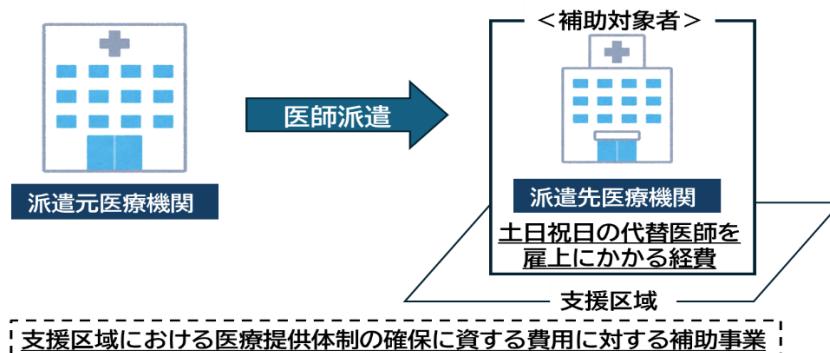 ＜補助対象者＞
医師派遣
派遣元医療機関
派遣先医療機関
土日祝日の代替医師を
雇上にかかる経費
支援区域
支援区域における医療提供体制の確保に資する費用に対する補助事業